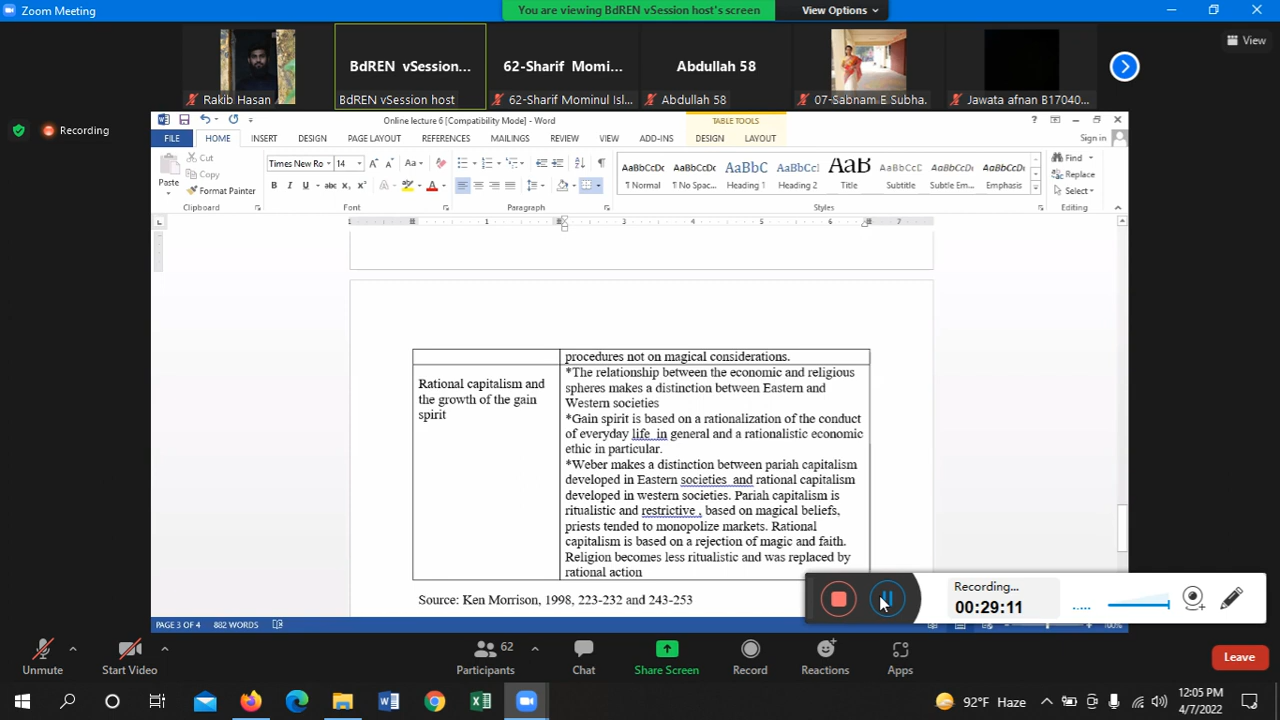 Zoom Meeting
You are viewing BdREN vSession host's screen
View Options
View
BdREN vSession...
62-Sharif Momi...
Abdullah 58
Rakib Hasan
BdREN vSession host
62-Sharif Mominul Isl...
Abdullah 58
07-Sabnam E Subha.
Jawata afnan B17040...
Recording
Online lecture 6 [Compatibility Mode] - Word
TABLE TOOLS
FILE
HOME
INSERT
DESIGN
PAGE LAYOUT
REFERENCES
MAILINGS
REVIEW
VIEW
ADD-INS
DESIGN
LAYOUT
Sign in
Paste
Cut
Copy
Format Painter
Clipboard
Times New Ro
14
Font
Paragraph
AaBbCcDc
¶ Normal
AaBbCcDc
¶ No Spac...
AaBbC
Heading 1
AaBbCc
Heading 2
AaB
Title
AaBbCcD
Subtitle
AaBbCcDc
Subtle Em...
AaBbCcDc
Emphasis
Styles
Find
Replace
Select
Editing
procedures not on magical considerations.
Rational capitalism and
the growth of the gain
spirit
*The relationship between the economic and religious
spheres makes a distinction between Eastern and
Western societies
*Gain spirit is based on a rationalization of the conduct
of everyday life in general and a rationalistic economic
ethic in particular.
*Weber makes a distinction between pariah capitalism
developed in Eastern societies and rational capitalism
developed in western societies. Pariah capitalism is
ritualistic and restrictive , based on magical beliefs,
priests tended to monopolize markets. Rational
capitalism is based on a rejection of magic and faith.
Religion becomes less ritualistic and was replaced by
rational action
Source: Ken Morrison, 1998, 223-232 and 243-253
Recording...
00:29:11
PAGE 3 OF 4
882 WORDS
100%
Unmute
Start Video
Participants
62
Chat
Share Screen
Record
Reactions
Apps
Leave
92°F Haze
12:05 PM
4/7/2022